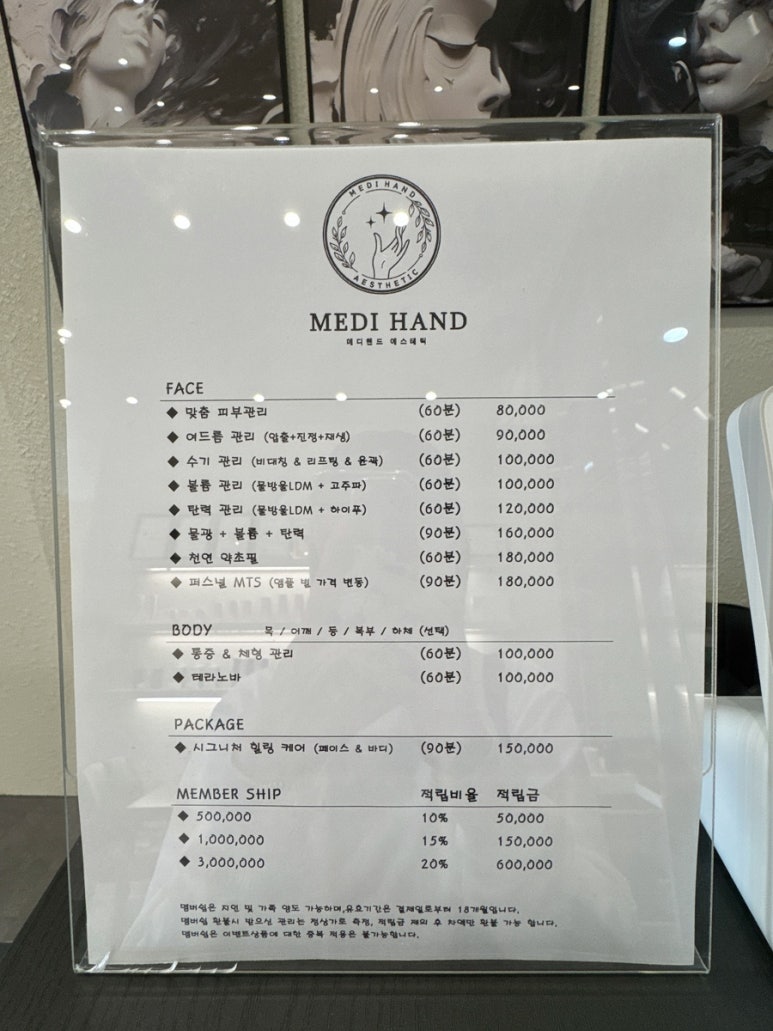 MEDI HAND
AESTHETIC
MEDI HAND
메디핸드 에스테틱
FACE
◆ 맞춤 피부관리 (60분) 80,000
◆ 여드름 관리 (압출+진정+재생) (60분) 90,000
◆ 수기 관리 (비대칭 & 리프팅 & 윤곽) (60분) 100,000
◆ 볼륨 관리 (물방울LDM + 고주파) (60분) 100,000
◆ 탄력 관리 (물방울LDM + 하이푸) (60분) 120,000
◆ 물광 + 볼륨 + 탄력 (90분) 160,000
◆ 천연 약초필 (60분) 180,000
◆ 퍼스널 MTS (앰플 별 가격 변동) (90분) 180,000
BODY 목 / 어깨 / 등 / 복부 / 하체 (선택)
◆ 통증 & 체형 관리 (60분) 100,000
◆ 테라노바 (60분) 100,000
PACKAGE
◆ 시그니처 힐링 케어 (페이스 & 바디) (90분) 150,000
MEMBER SHIP 적립비율 적립금
◆ 500,000 10% 50,000
◆ 1,000,000 15% 150,000
◆ 3,000,000 20% 600,000
멤버쉽은 지인 및 가족 양도 가능하며,유효기간은 결제일로부터 18개월입니다.
멤버쉽 환불시 받으신 관리는 정상가로 측정, 적립금 제외 후 차액만 환불 가능 합니다.
멤버쉽은 이벤트상품에 대한 중복 적용은 불가능합니다.